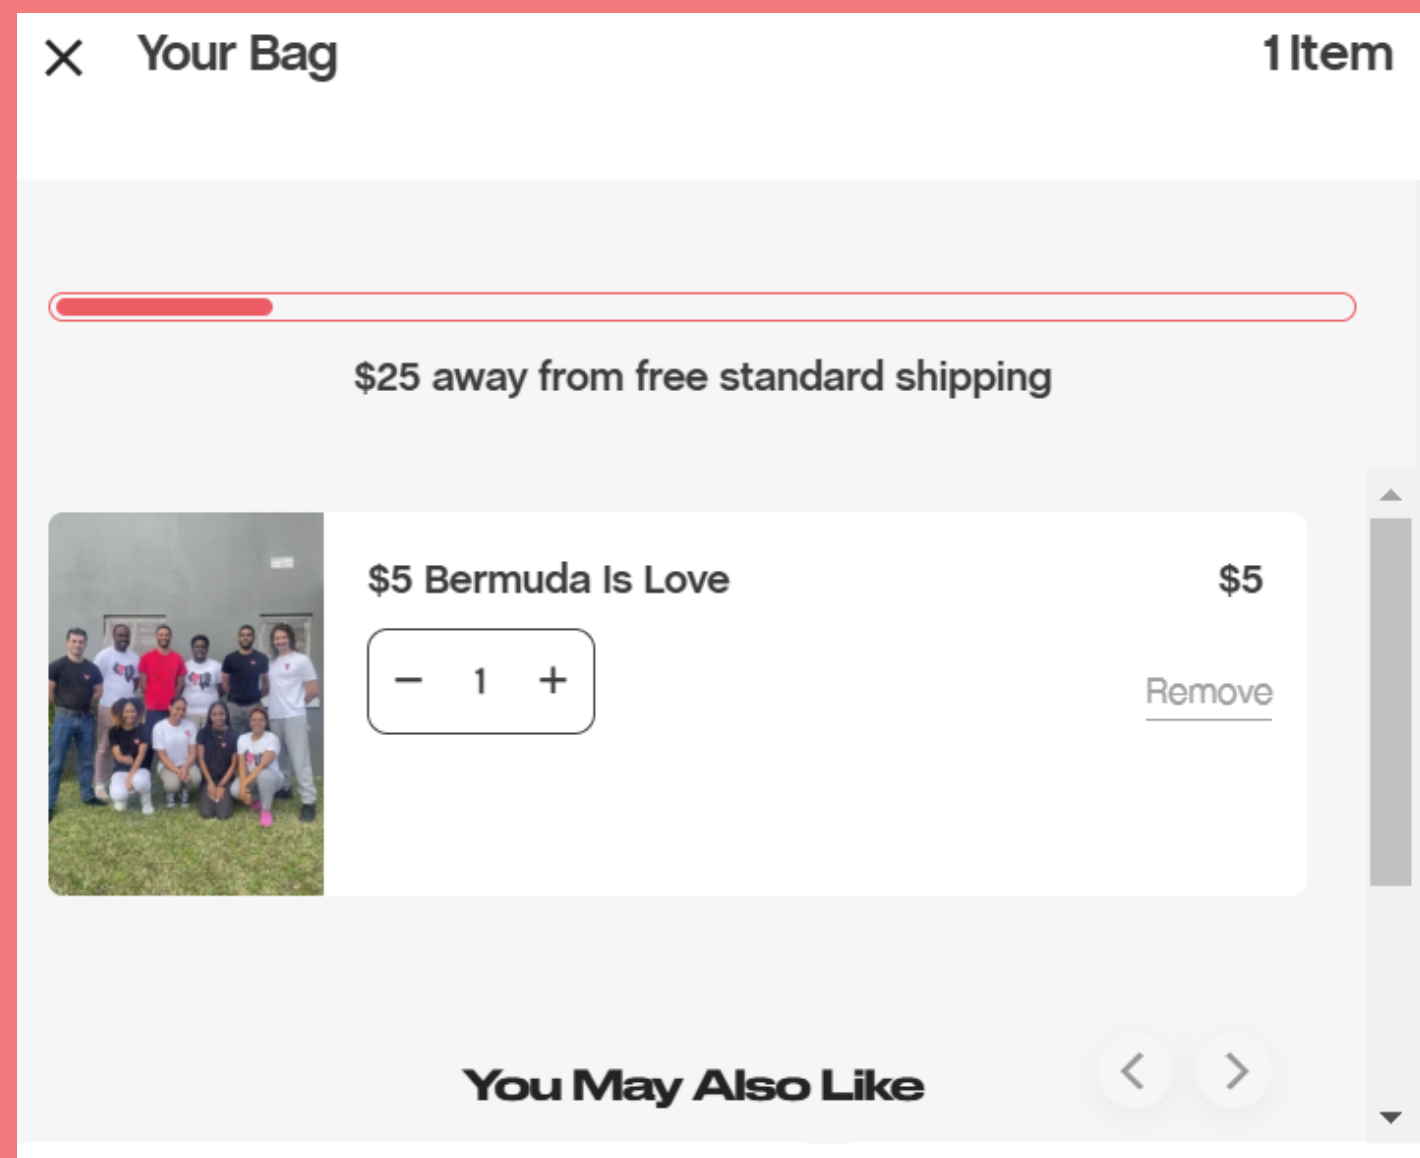 Your Bag
1 Item
$25 away from free standard shipping
$5 Bermuda Is Love
$5
1
Remove
You May Also Like